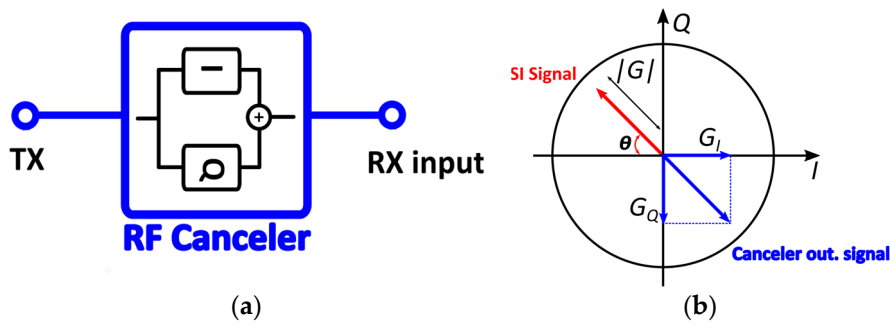 TX
I
Q
+
RX input
RF Canceler
(a)
Q
SI Signal
|G|
θ
G_I
I
G_Q
Canceler out. signal
(b)